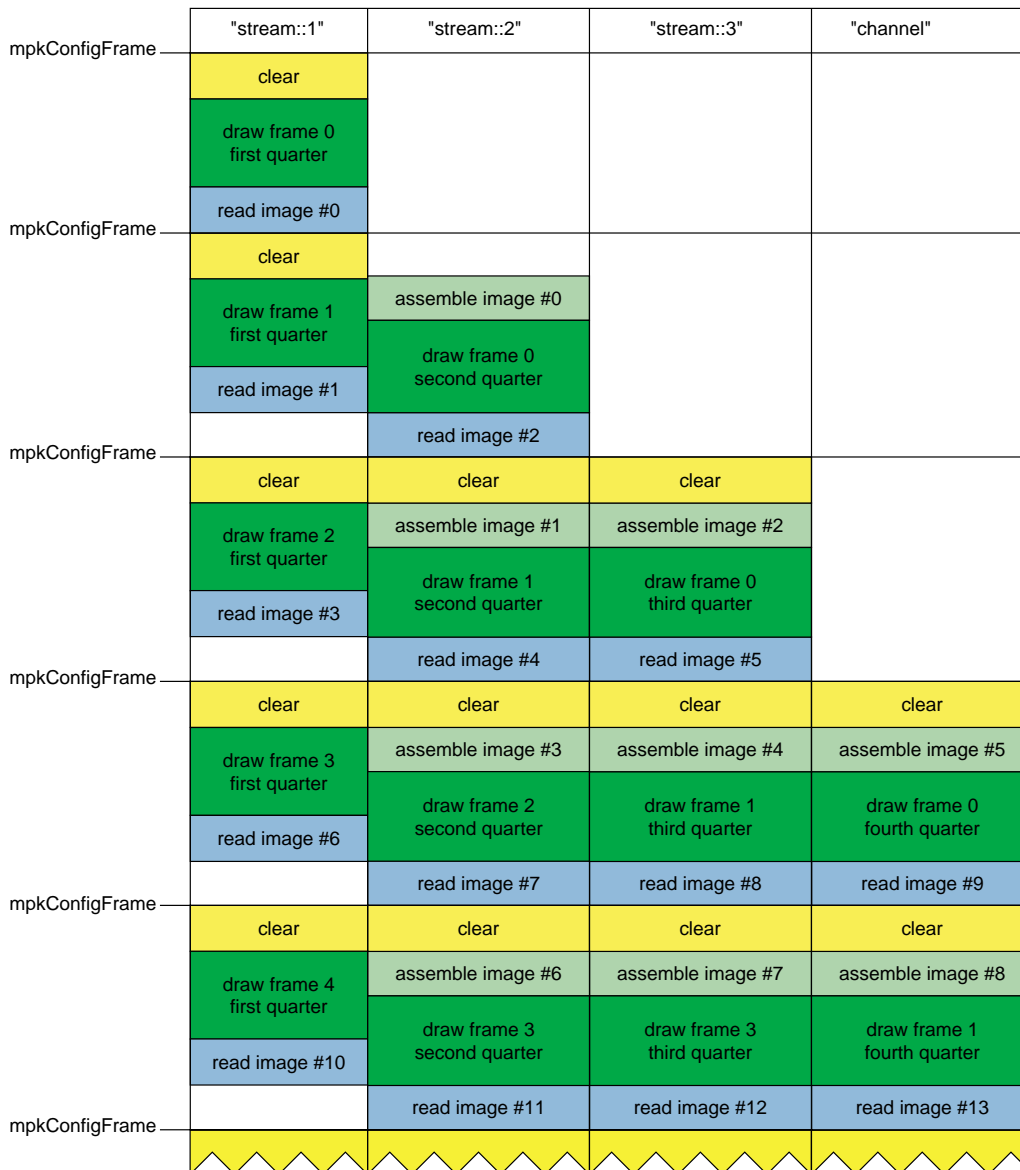 "stream::1" "stream::2" "stream::3" "channel"
mpkConfigFrame
clear
draw frame 0
first quarter
read image #0
mpkConfigFrame
clear
assemble image #0
draw frame 1
first quarter
draw frame 0
second quarter
read image #1
read image #2
mpkConfigFrame
clear clear clear
assemble image #1 assemble image #2
draw frame 2
first quarter
draw frame 1
second quarter
draw frame 0
third quarter
read image #3
read image #4 read image #5
mpkConfigFrame
clear clear clear clear
assemble image #3 assemble image #4 assemble image #5
draw frame 3
first quarter
draw frame 2
second quarter
draw frame 1
third quarter
draw frame 0
fourth quarter
read image #6
read image #7 read image #8 read image #9
mpkConfigFrame
clear clear clear clear
assemble image #6 assemble image #7 assemble image #8
draw frame 4
first quarter
draw frame 3
second quarter
draw frame 3
third quarter
draw frame 1
fourth quarter
read image #10
read image #11 read image #12 read image #13
mpkConfigFrame